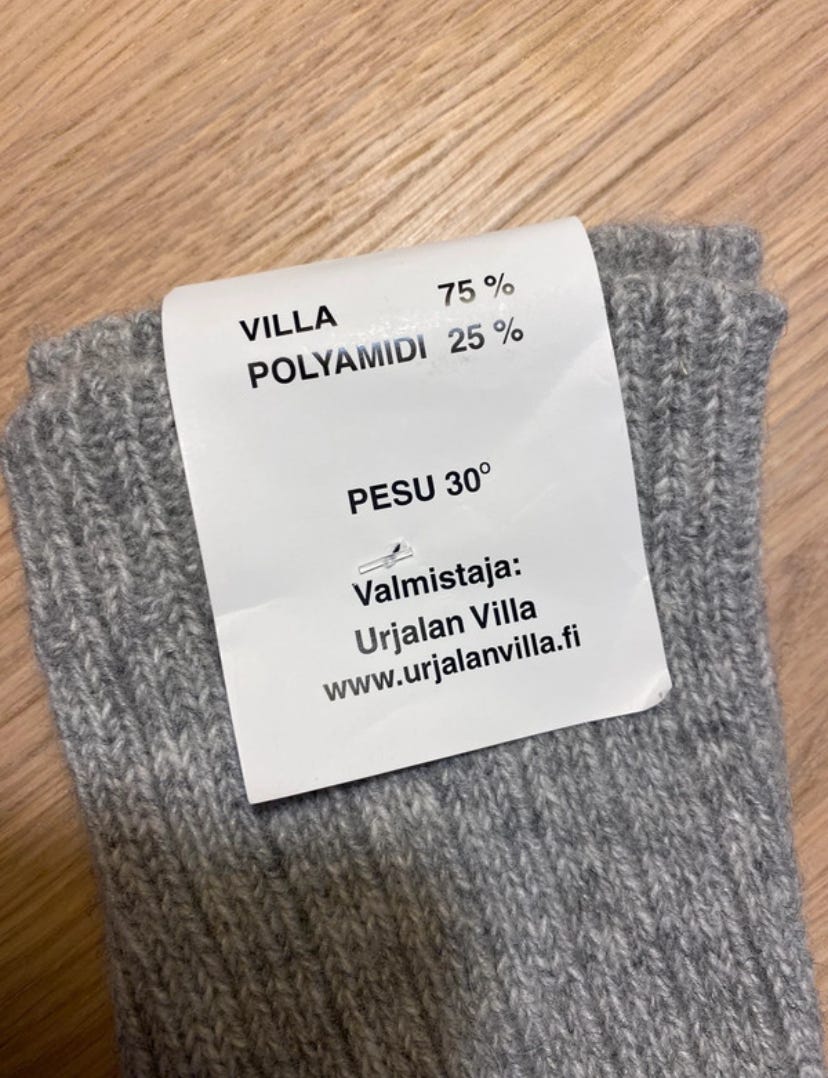 VILLA 75 %
POLYAMIDI 25 %
PESU 30°
Valmistaja:
Urjalan Villa
www.urjalanvilla.fi